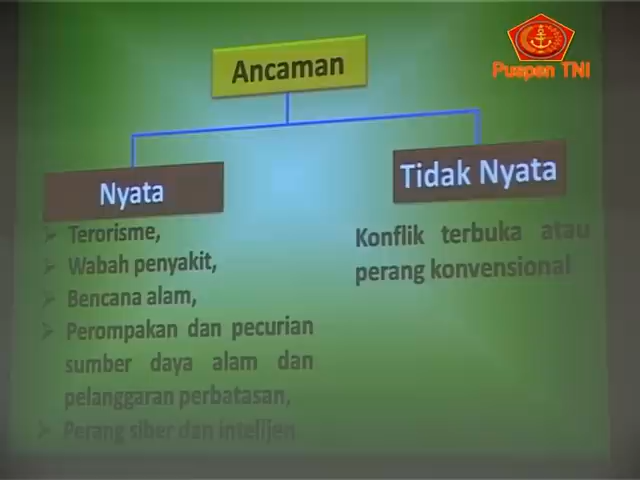 Puspen TNI
Ancaman
Nyata
Tidak Nyata
Terorisme,
Wabah penyakit,
Bencana alam,
Perompakan dan pecurian
sumber daya alam dan
pelanggaran perbatasan,
Perang siber dan intelijen
Konflik terbuka atau
perang konvensional